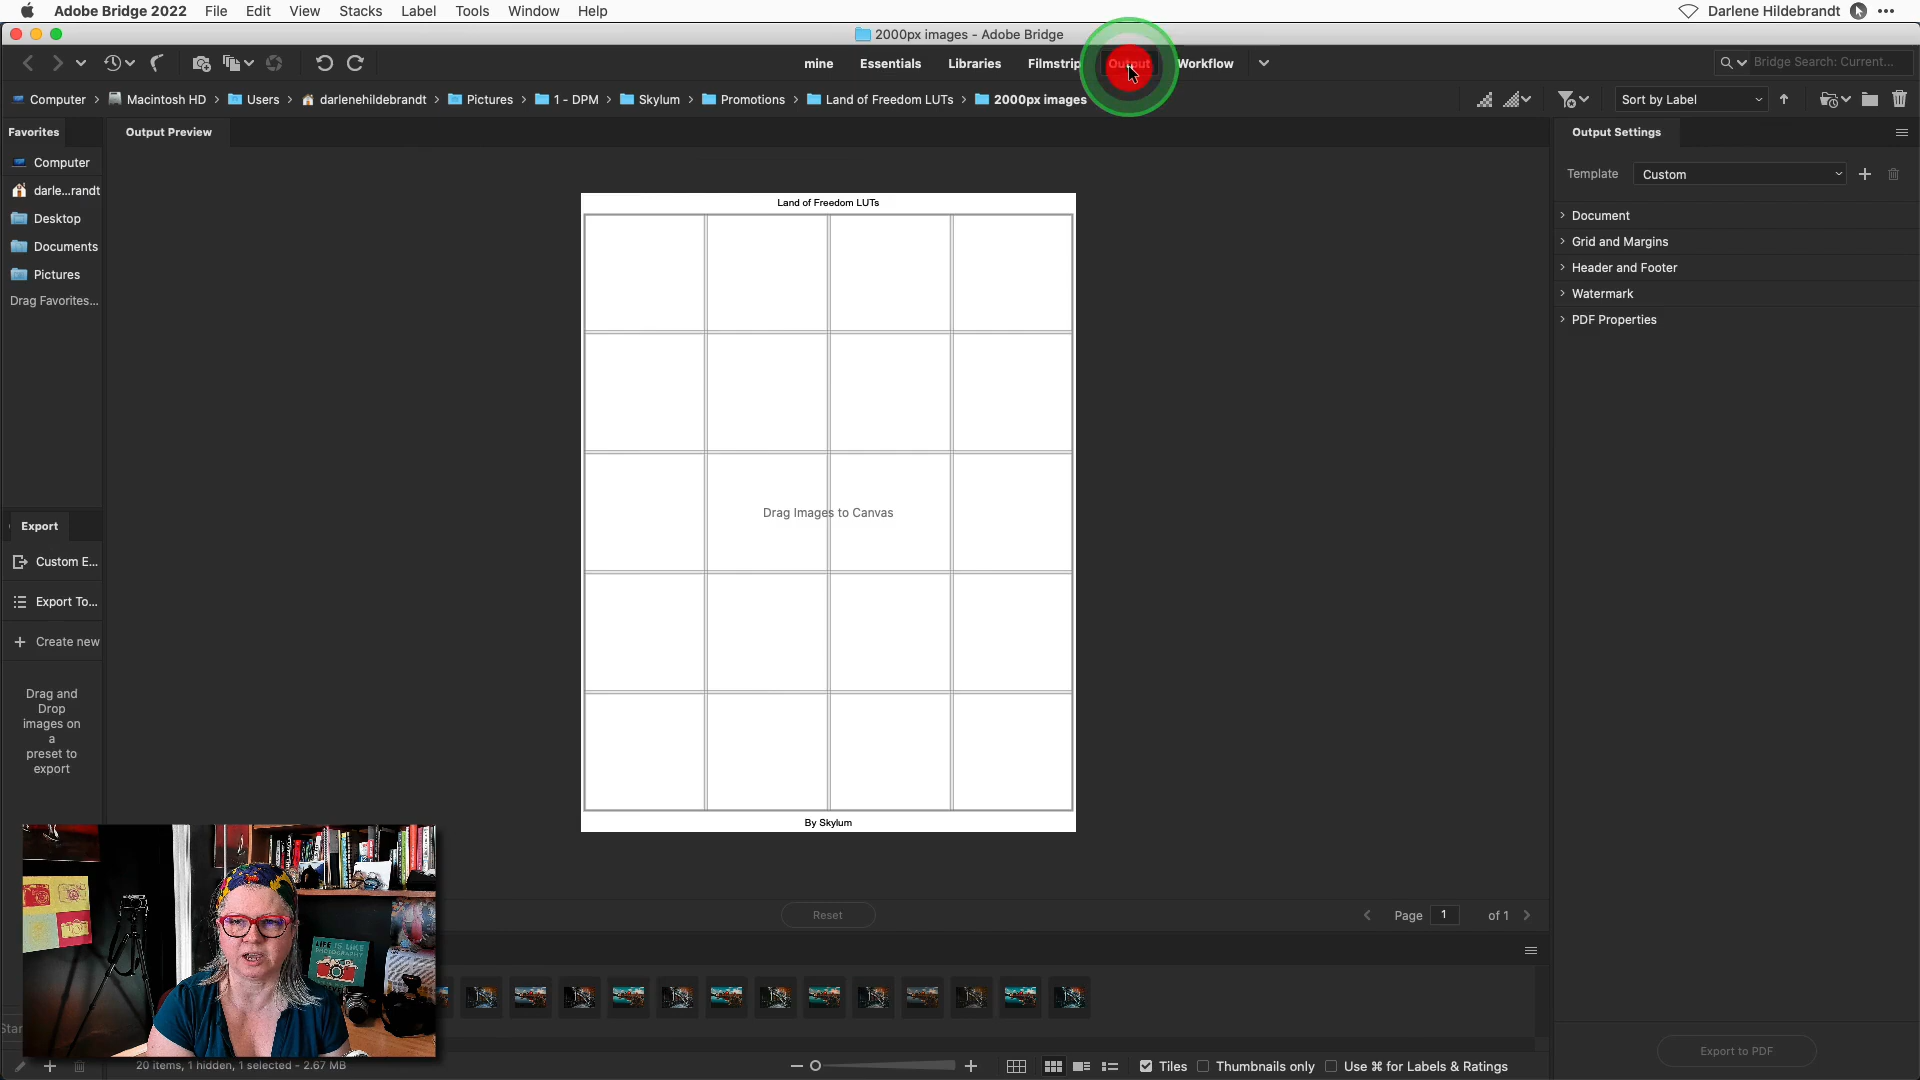 Adobe Bridge 2022 File Edit View Stacks Label Tools Window Help Darlene Hildebrandt
2000px images - Adobe Bridge
mine Essentials Libraries Filmstrip Output Workflow
Bridge Search: Current...
Computer Macintosh HD Users darlenehildebrandt Pictures 1 - DPM Skylum Promotions Land of Freedom LUTs 2000px images
Sort by Label
Favorites
Output Preview
Output Settings
Computer
darle...randt
Desktop
Documents
Pictures
Drag Favorites...
Template Custom
Document
Grid and Margins
Header and Footer
Watermark
PDF Properties
Land of Freedom LUTs
Drag Images to Canvas
By Skylum
Export
Custom E...
Export To...
Create new
Drag and
Drop
images on
a
preset to
export
Reset
Page 1 of 1
LIFE IS LIKE
PHOTOGRAPHY
20 items, 1 hidden, 1 selected - 2.67 MB
Tiles Thumbnails only Use ⌘ for Labels & Ratings
Export to PDF